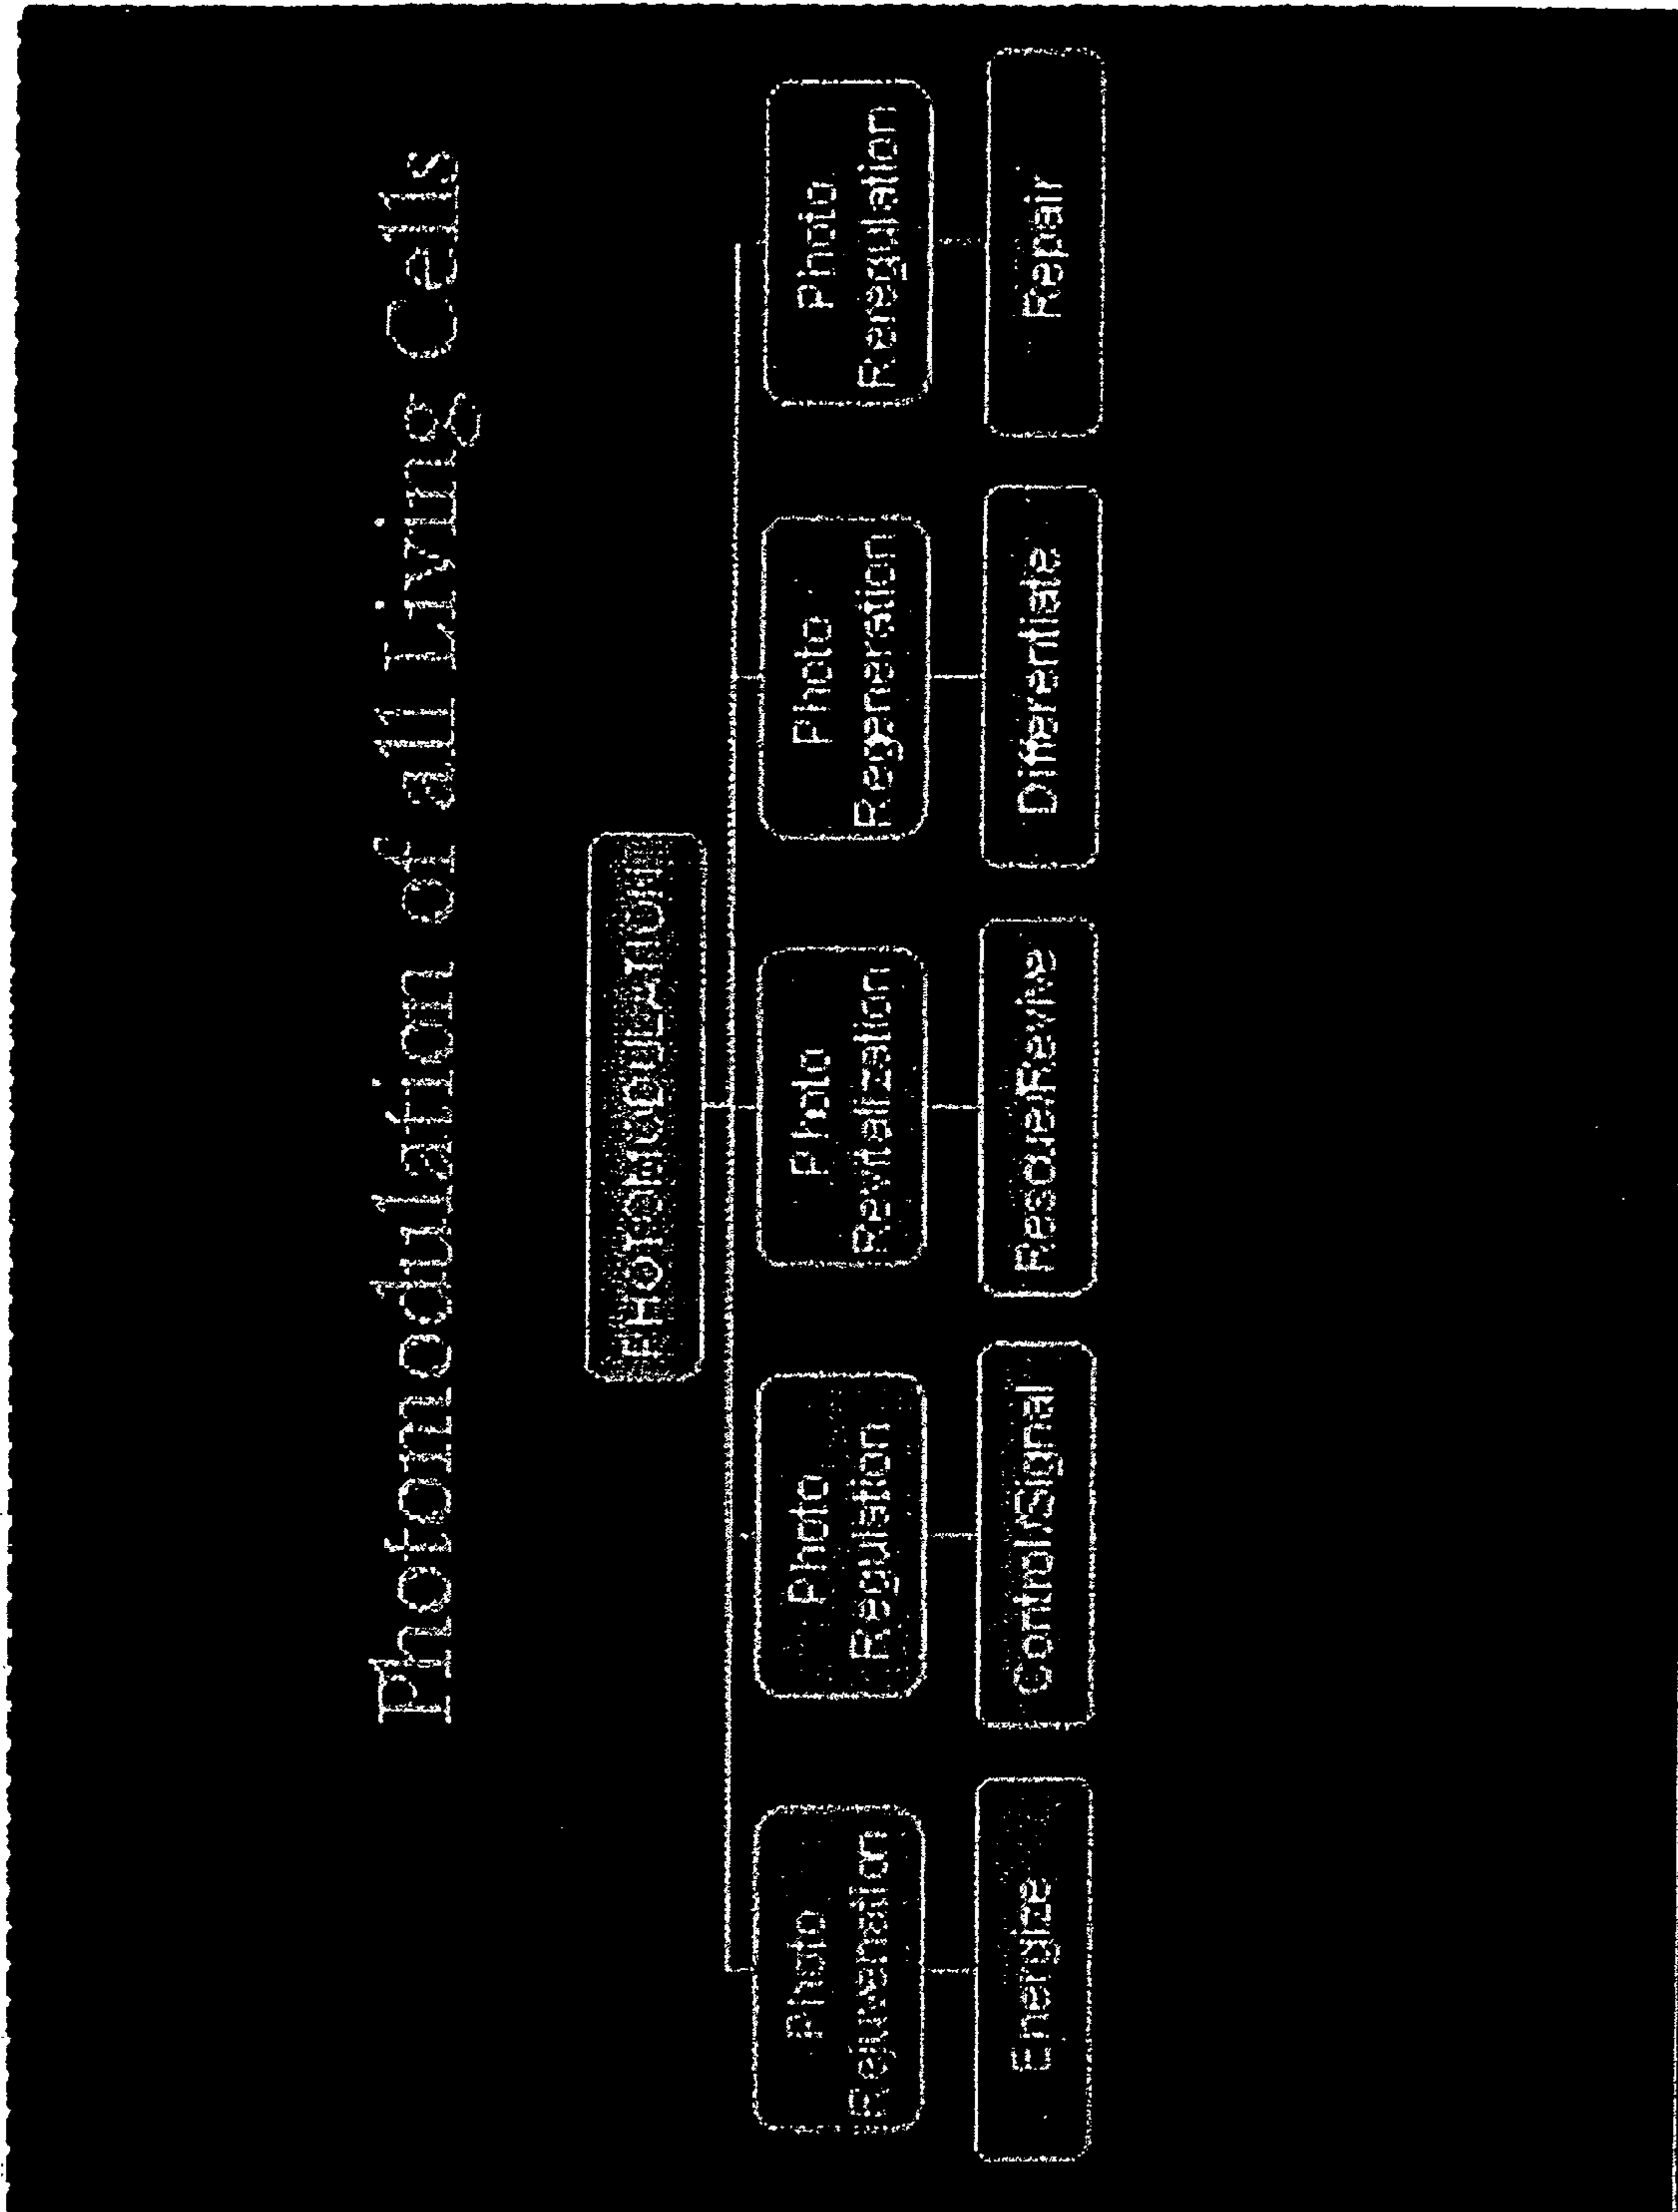 Photomodulation of all Living Cells
PHOTOMODULATION
Photo
Rejuvenation
Photo
Regulation
Photo
Revitalization
Photo
Regeneration
Photo
Reregulation
Energize
Control/Signal
Rescue/Revive
Differentiate
Repair